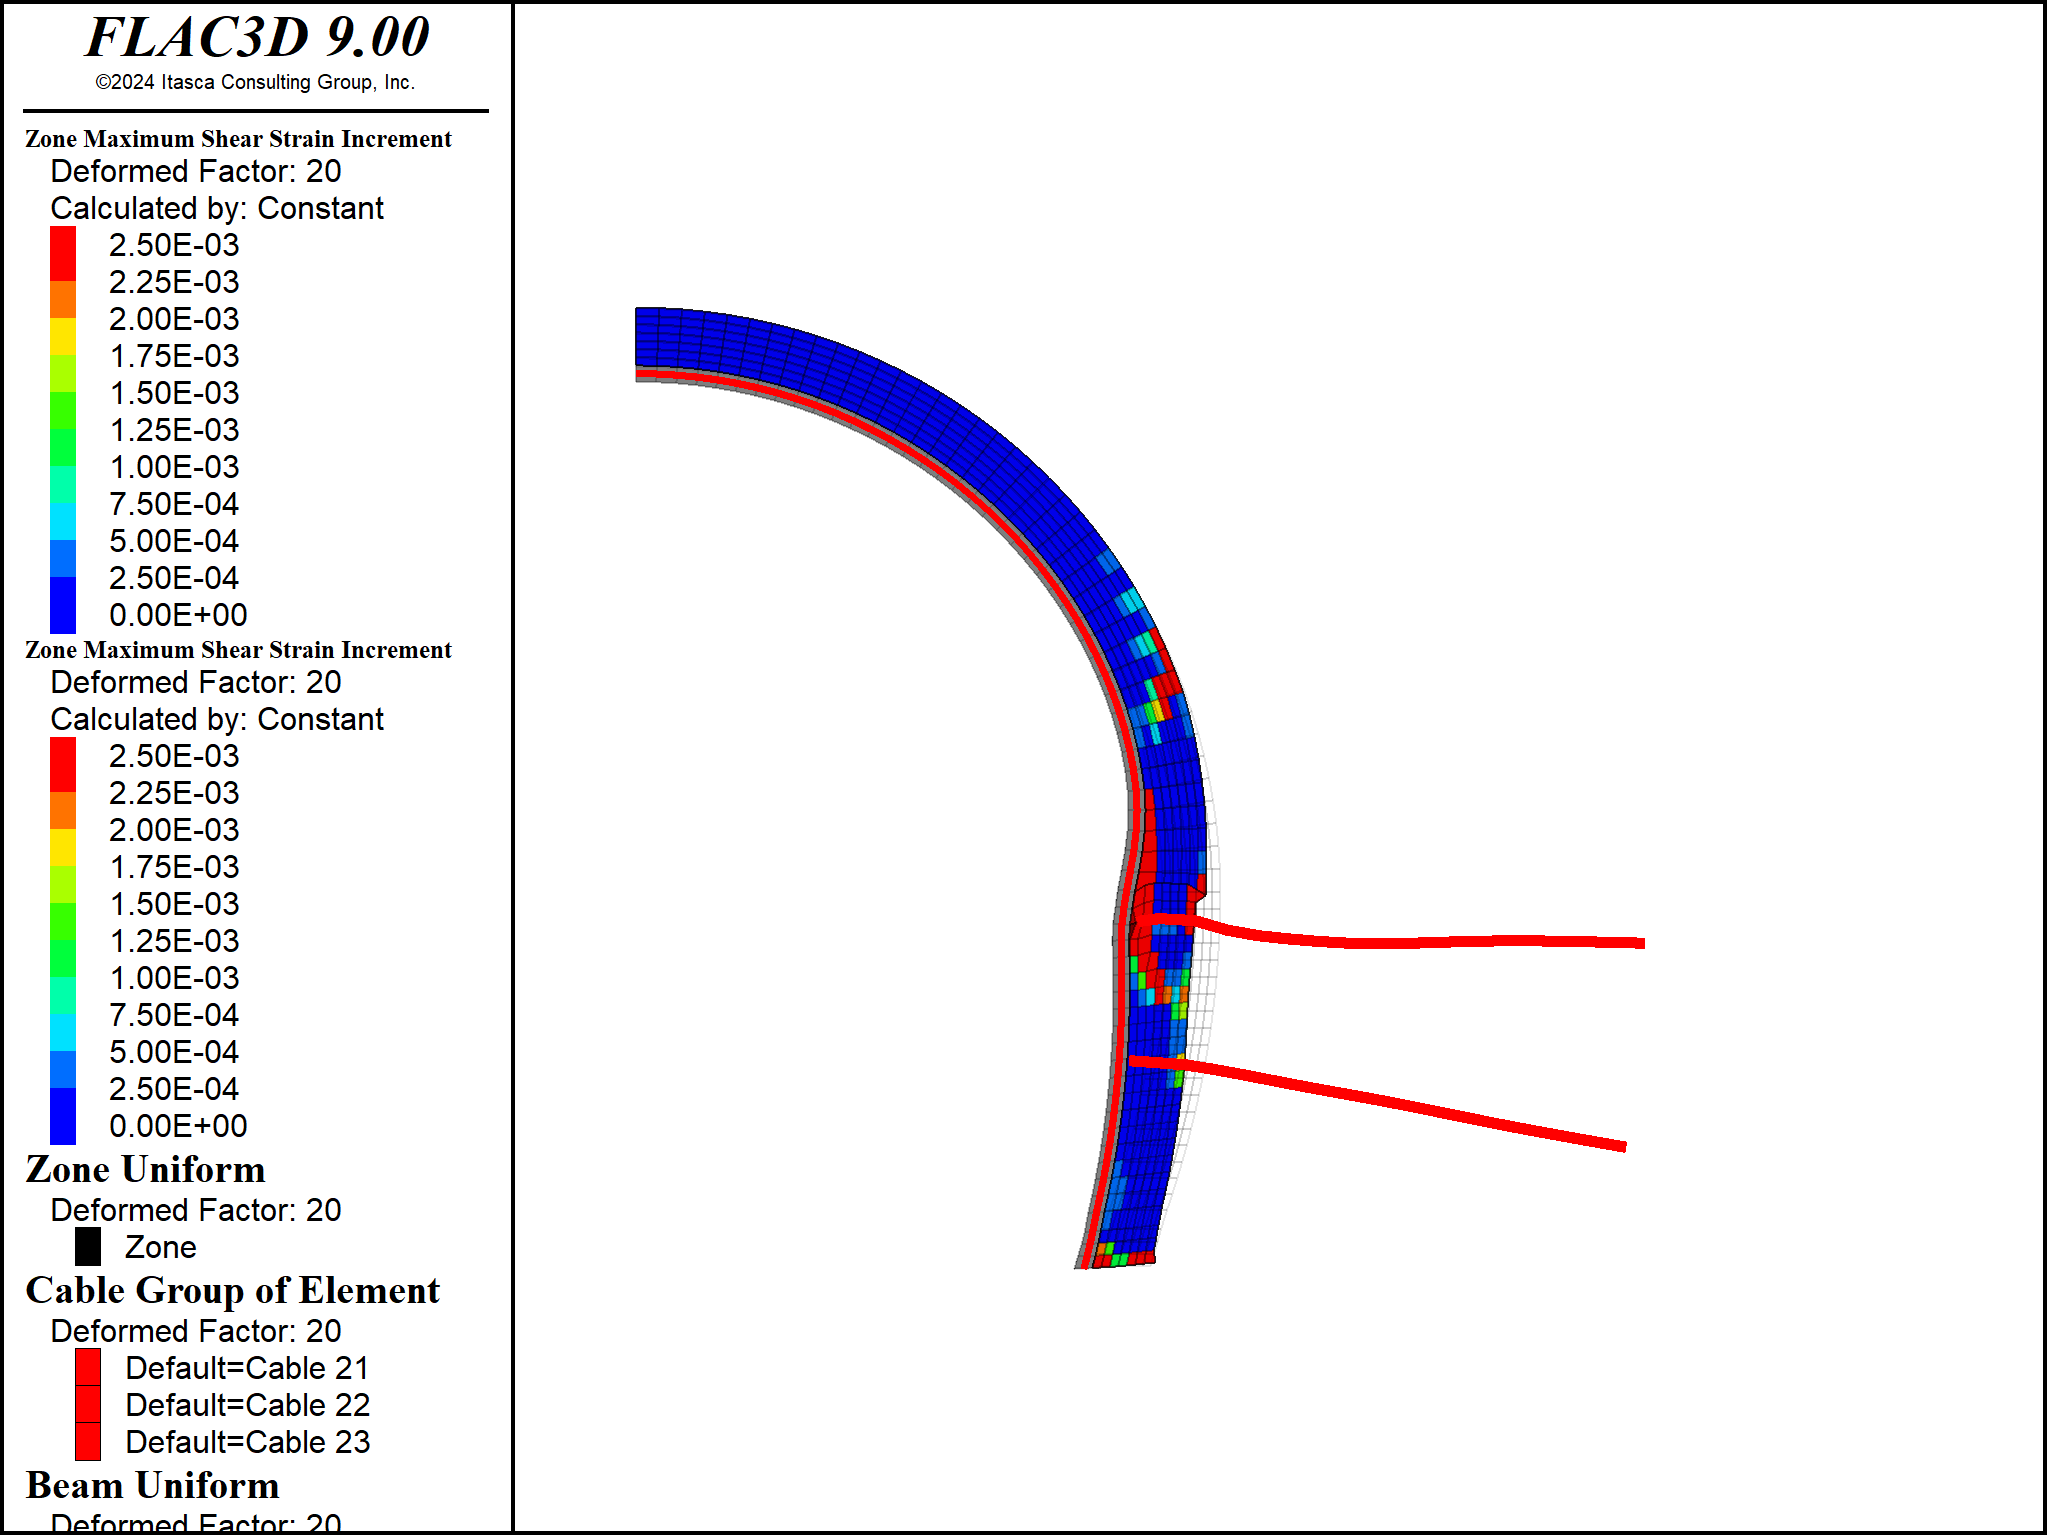 FLAC3D 9.00
©2024 Itasca Consulting Group, Inc.
Zone Maximum Shear Strain Increment
Deformed Factor: 20
Calculated by: Constant
2.50E-03
2.25E-03
2.00E-03
1.75E-03
1.50E-03
1.25E-03
1.00E-03
7.50E-04
5.00E-04
2.50E-04
0.00E+00
Zone Maximum Shear Strain Increment
Deformed Factor: 20
Calculated by: Constant
2.50E-03
2.25E-03
2.00E-03
1.75E-03
1.50E-03
1.25E-03
1.00E-03
7.50E-04
5.00E-04
2.50E-04
0.00E+00
Zone Uniform
Deformed Factor: 20
Zone
Cable Group of Element
Deformed Factor: 20
Default=Cable 21
Default=Cable 22
Default=Cable 23
Beam Uniform
Deformed Factor: 20